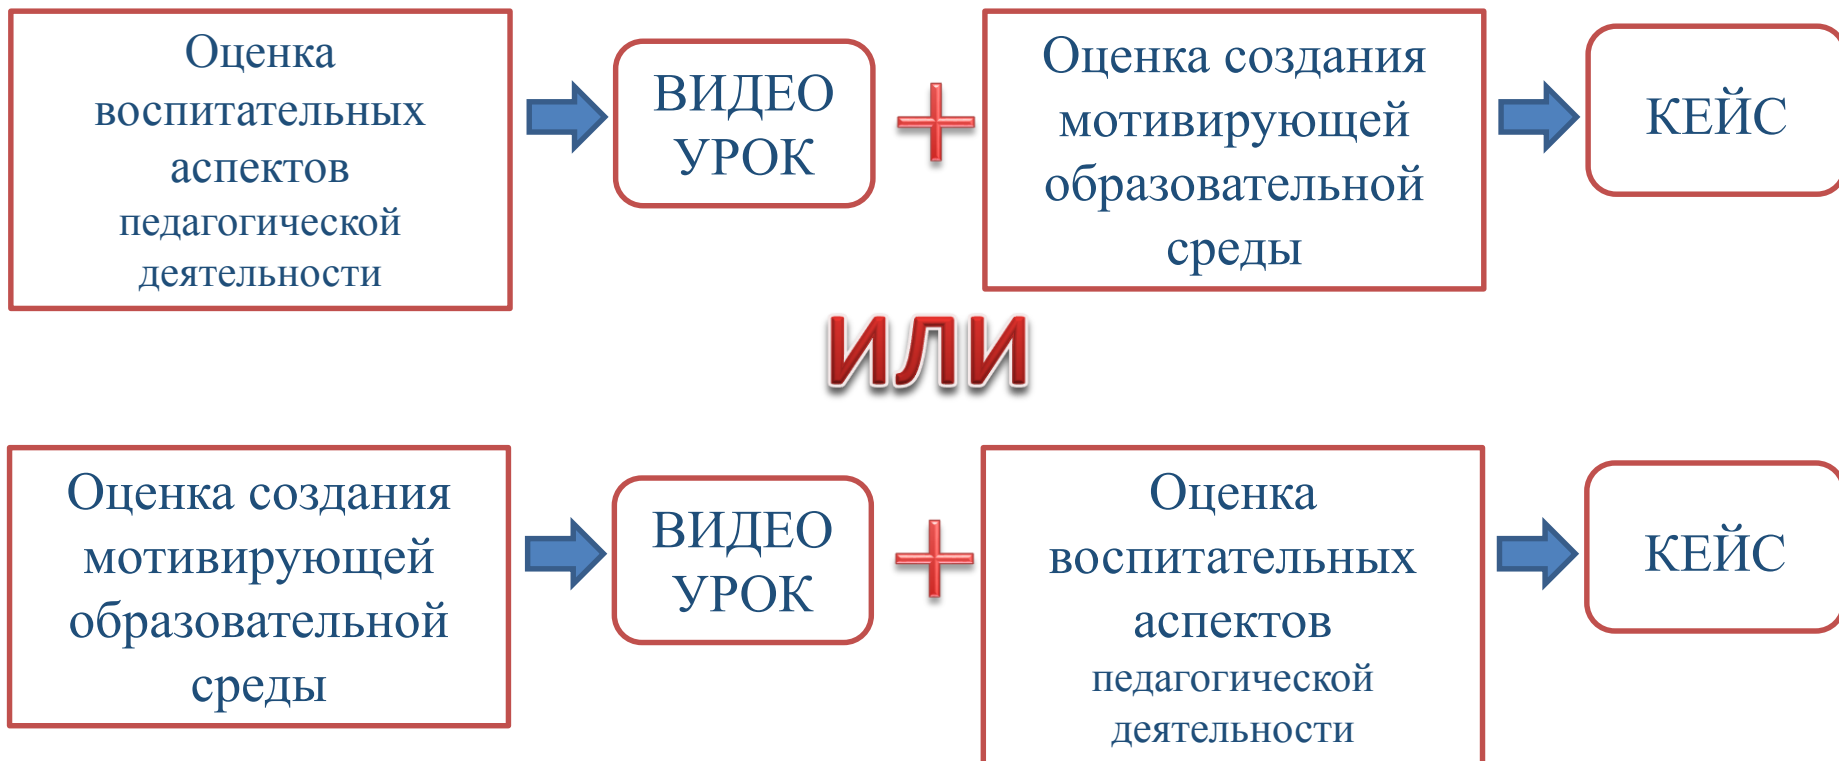 Оценка
воспитательных
аспектов
педагогической
деятельности
ВИДЕО
УРОК
Оценка создания
мотивирующей
образовательной
среды
КЕЙС
ИЛИ
Оценка создания
мотивирующей
образовательной
среды
ВИДЕО
УРОК
Оценка
воспитательных
аспектов
педагогической
деятельности
КЕЙС